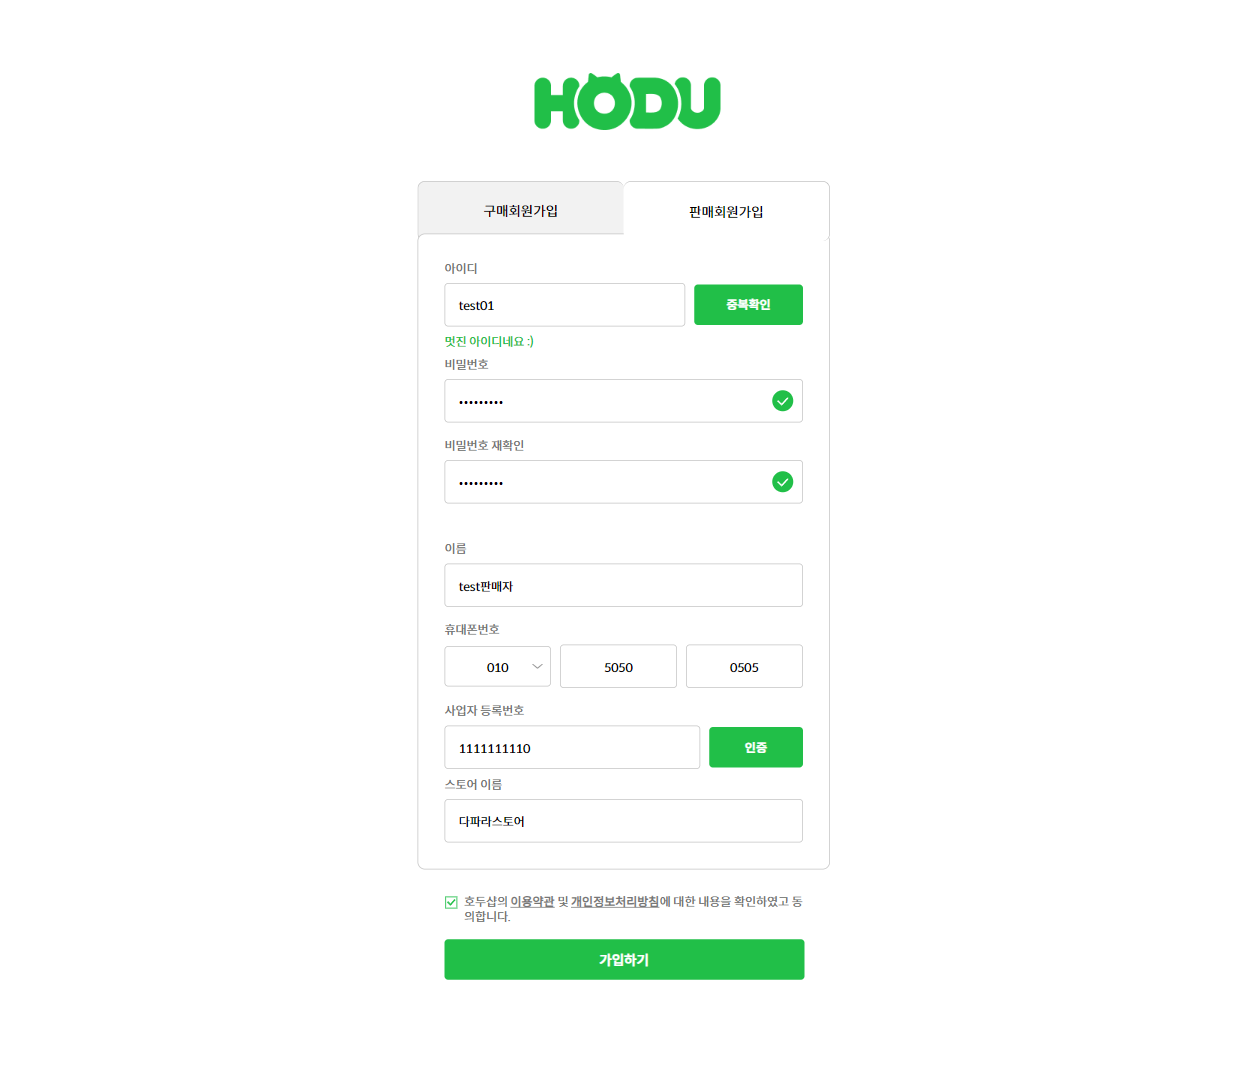 HODU
구매회원가입
판매회원가입
아이디
test01
중복확인
멋진 아이디네요 :)
비밀번호
•••••••••
비밀번호 재확인
•••••••••
이름
test판매자
휴대폰번호
010
5050
0505
사업자 등록번호
1111111110
인증
스토어 이름
다파라스토어
호두샵의 이용약관 및 개인정보처리방침에 대한 내용을 확인하였고 동
의합니다.
가입하기